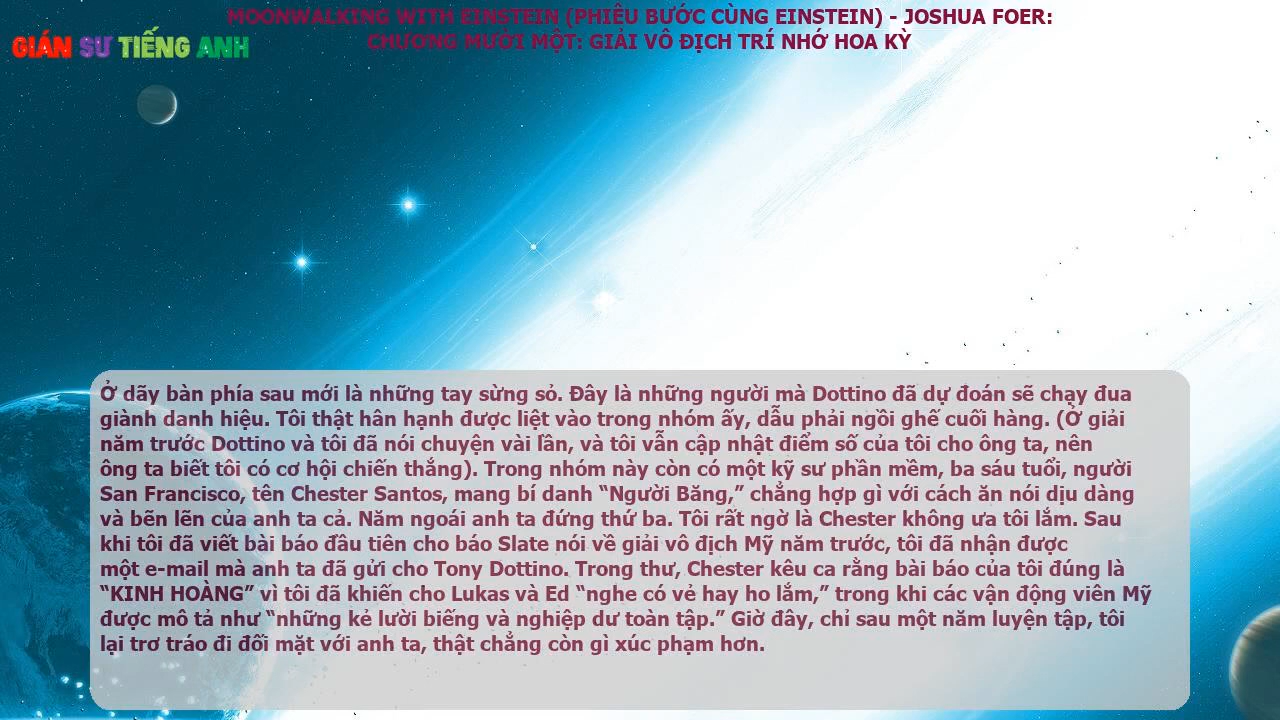 MOONWALKING WITH EINSTEIN (PHIÊU BƯỚC CÙNG EINSTEIN) - JOSHUA FOER:
CHƯƠNG MƯỜI MỘT: GIẢI VÔ ĐỊCH TRÍ NHỚ HOA KỲ
GIÁN SƯ TIẾNG ANH
Ở dãy bàn phía sau mới là những tay sừng sỏ. Đây là những người mà Dottino đã dự đoán sẽ chạy đua
giành danh hiệu. Tôi thật hân hạnh được liệt vào trong nhóm ấy, dẫu phải ngồi ghế cuối hàng. (Ở giải
năm trước Dottino và tôi đã nói chuyện vài lần, và tôi vẫn cập nhật điểm số của tôi cho ông ta, nên
ông ta biết tôi có cơ hội chiến thắng). Trong nhóm này còn có một kỹ sư phần mềm, ba sáu tuổi, người
San Francisco, tên Chester Santos, mang bí danh “Người Băng,” chẳng hợp gì với cách ăn nói dịu dàng
và bẽn lẽn của anh ta cả. Năm ngoái anh ta đứng thứ ba. Tôi rất ngờ là Chester không ưa tôi lắm. Sau
khi tôi đã viết bài báo đầu tiên cho báo Slate nói về giải vô địch Mỹ năm trước, tôi đã nhận được
một e-mail mà anh ta đã gửi cho Tony Dottino. Trong thư, Chester kêu ca rằng bài báo của tôi đúng là
“KINH HOÀNG” vì tôi đã khiến cho Lukas và Ed “nghe có vẻ hay ho lắm,” trong khi các vận động viên Mỹ
được mô tả như “những kẻ lười biếng và nghiệp dư toàn tập.” Giờ đây, chỉ sau một năm luyện tập, tôi
lại trơ tráo đi đối mặt với anh ta, thật chẳng còn gì xúc phạm hơn.